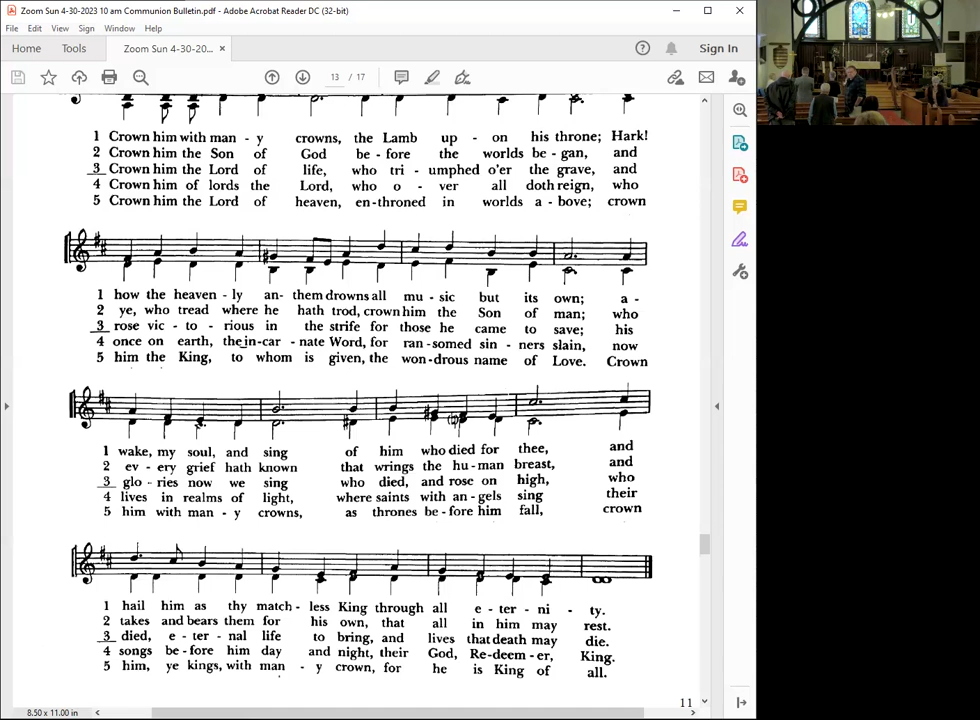 Zoom Sun 4-30-2023 10 am Communion Bulletin.pdf - Adobe Acrobat Reader DC (32-bit)
File Edit View Sign Window Help
Home Tools Zoom Sun 4-30-20... × Sign In
13 / 17
1 Crown him with man - y crowns, the Lamb up - on his throne; Hark!
2 Crown him the Son of God be - fore the worlds be - gan, and
3 Crown him the Lord of life, who tri - umphed o'er the grave, and
4 Crown him of lords the Lord, who o - ver all doth reign, who
5 Crown him the Lord of heaven, en-throned in worlds a - bove; crown
1 how the heaven - ly an- them drowns all mu - sic but its own; a -
2 ye, who tread where he hath trod, crown him the Son of man; who
3 rose vic - to - rious in the strife for those he came to save; his
4 once on earth, the in-car - nate Word, for ran-somed sin - ners slain, now
5 him the King, to whom is given, the won-drous name of Love. Crown
1 wake, my soul, and sing of him who died for thee, and
2 ev - ery grief hath known that wrings the hu - man breast, and
3 glo - ries now we sing who died, and rose on high, who
4 lives in realms of light, where saints with an - gels sing their
5 him with man - y crowns, as thrones be - fore him fall, crown
1 hail him as thy match - less King through all e - ter - ni - ty.
2 takes and bears them for his own, that all in him may rest.
3 died, e - ter - nal life to bring, and lives that death may die.
4 songs be - fore him day and night, their God, Re-deem - er, King.
5 him, ye kings, with man - y crown, for he is King of all.
11
8.50 x 11.00 in